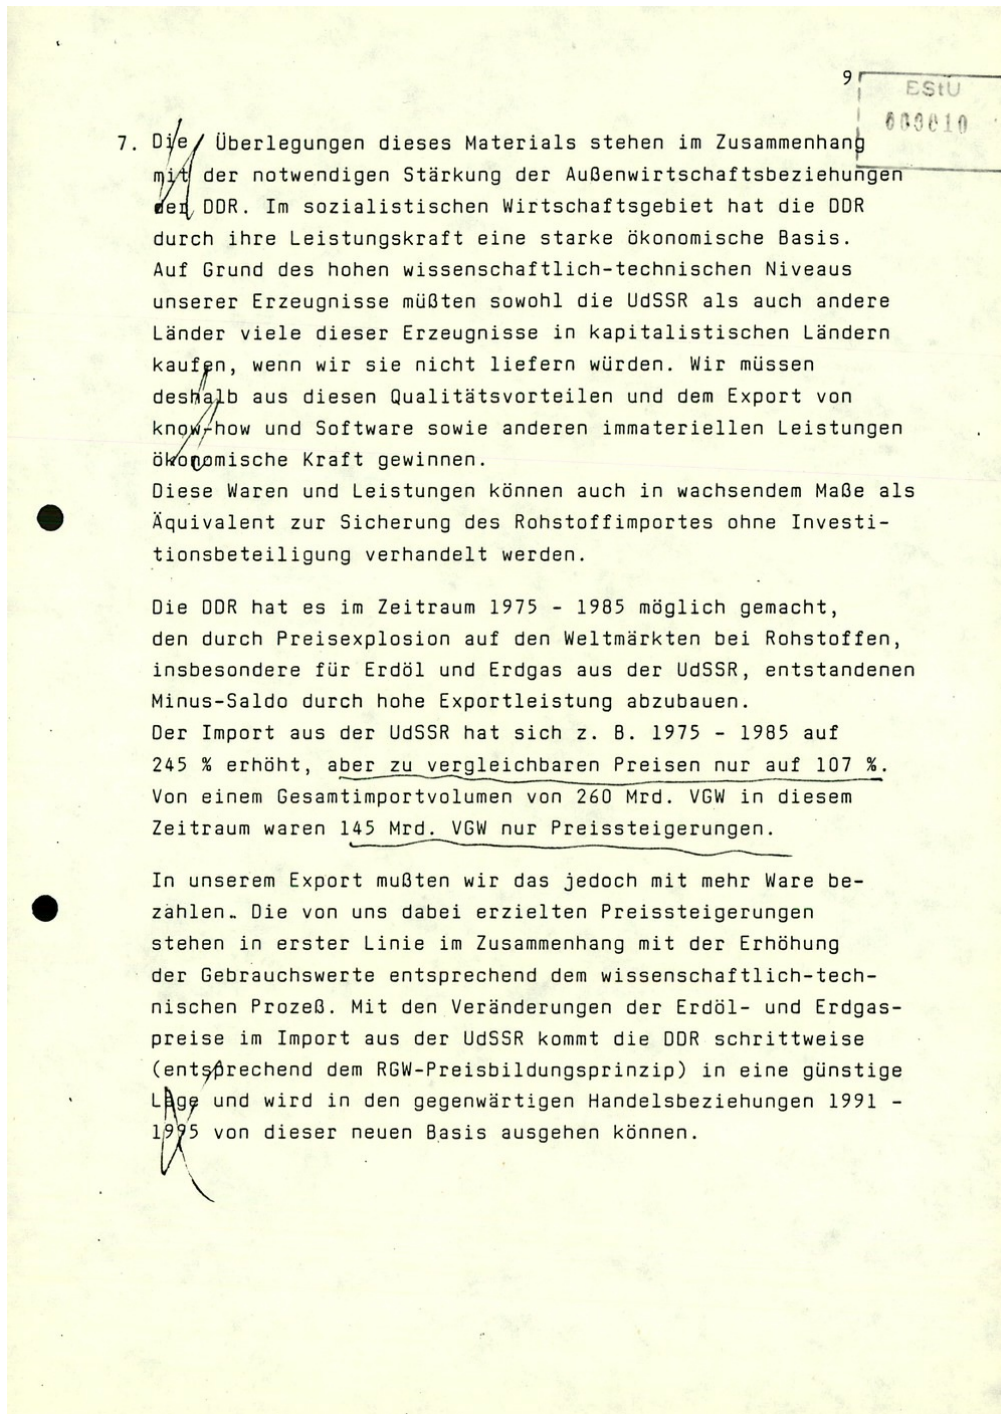 9
EStU
000010
7. Die Überlegungen dieses Materials stehen im Zusammenhang
mit der notwendigen Stärkung der Außenwirtschaftsbeziehungen
der DDR. Im sozialistischen Wirtschaftsgebiet hat die DDR
durch ihre Leistungskraft eine starke ökonomische Basis.
Auf Grund des hohen wissenschaftlich-technischen Niveaus
unserer Erzeugnisse müßten sowohl die UdSSR als auch andere
Länder viele dieser Erzeugnisse in kapitalistischen Ländern
kaufen, wenn wir sie nicht liefern würden. Wir müssen
deshalb aus diesen Qualitätsvorteilen und dem Export von
know-how und Software sowie anderen immateriellen Leistungen
ökonomische Kraft gewinnen.
Diese Waren und Leistungen können auch in wachsendem Maße als
Äquivalent zur Sicherung des Rohstoffimportes ohne Investi-
tionsbeteiligung verhandelt werden.
Die DDR hat es im Zeitraum 1975 - 1985 möglich gemacht,
den durch Preisexplosion auf den Weltmärkten bei Rohstoffen,
insbesondere für Erdöl und Erdgas aus der UdSSR, entstandenen
Minus-Saldo durch hohe Exportleistung abzubauen.
Der Import aus der UdSSR hat sich z. B. 1975 - 1985 auf
245 % erhöht, aber zu vergleichbaren Preisen nur auf 107 %.
Von einem Gesamtimportvolumen von 260 Mrd. VGW in diesem
Zeitraum waren 145 Mrd. VGW nur Preissteigerungen.
In unserem Export mußten wir das jedoch mit mehr Ware be-
zahlen. Die von uns dabei erzielten Preissteigerungen
stehen in erster Linie im Zusammenhang mit der Erhöhung
der Gebrauchswerte entsprechend dem wissenschaftlich-tech-
nischen Prozeß. Mit den Veränderungen der Erdöl- und Erdgas-
preise im Import aus der UdSSR kommt die DDR schrittweise
(entsprechend dem RGW-Preisbildungsprinzip) in eine günstige
Lage und wird in den gegenwärtigen Handelsbeziehungen 1991 -
1995 von dieser neuen Basis ausgehen können.